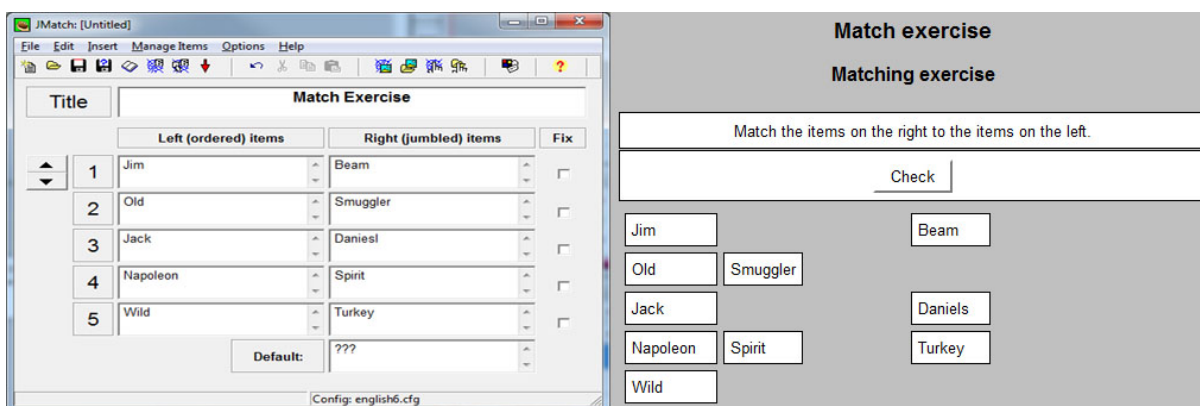 JMatch: [Untitled]
File Edit Insert Manage Items Options Help
Title Match Exercise
Left (ordered) items Right (jumbled) items Fix
1 Jim Beam
2 Old Smuggler
3 Jack Daniesl
4 Napoleon Spirit
5 Wild Turkey
Default: ???
Config: english6.cfg
Match exercise
Matching exercise
Match the items on the right to the items on the left.
Check
Jim Beam
Old Smuggler
Jack Daniels
Napoleon Spirit Turkey
Wild